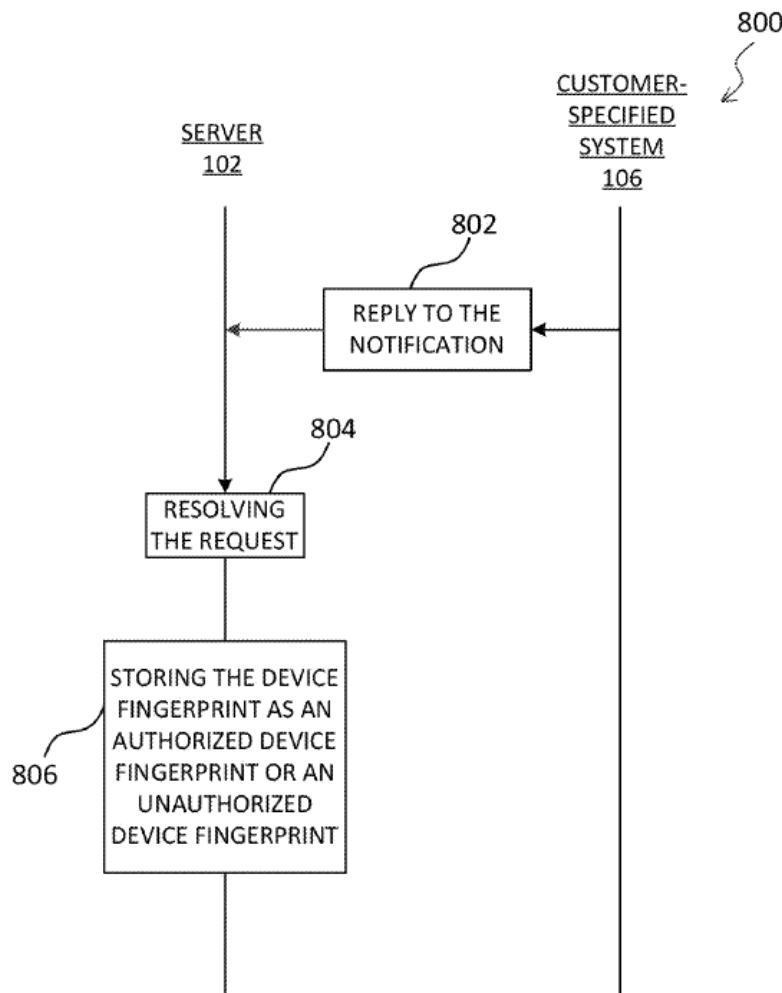 800
CUSTOMER-
SPECIFIED
SYSTEM
106
SERVER
102
802
REPLY TO THE
NOTIFICATION
804
RESOLVING
THE REQUEST
STORING THE DEVICE
FINGERPRINT AS AN
AUTHORIZED DEVICE
FINGERPRINT OR AN
UNAUTHORIZED
DEVICE FINGERPRINT
806